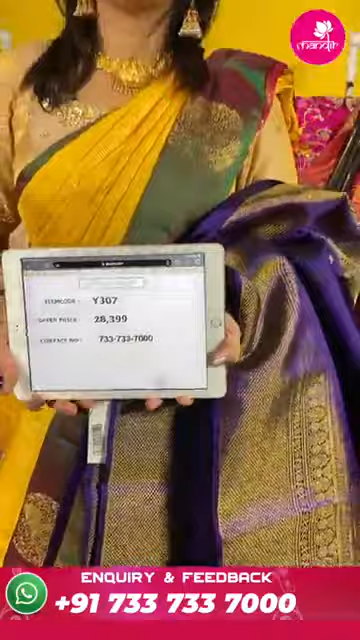 mandir
ITEMCODE : Y307
OFFER PRICE : 28,399
CONTACT NO : 733-733-7000
ENQUIRY & FEEDBACK
+91 733 733 7000